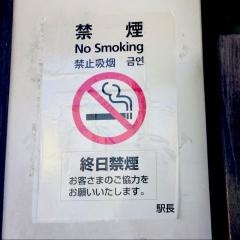 禁煙
No Smoking
禁止吸烟 금연
終日禁煙
お客さまのご協力を
お願いいたします。
駅長